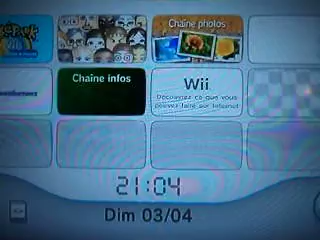 Chaîne photos
Chaîne infos
Wii
Découvrez ce que vous
pouvez faire sur Internet
21:04
Dim 03/04